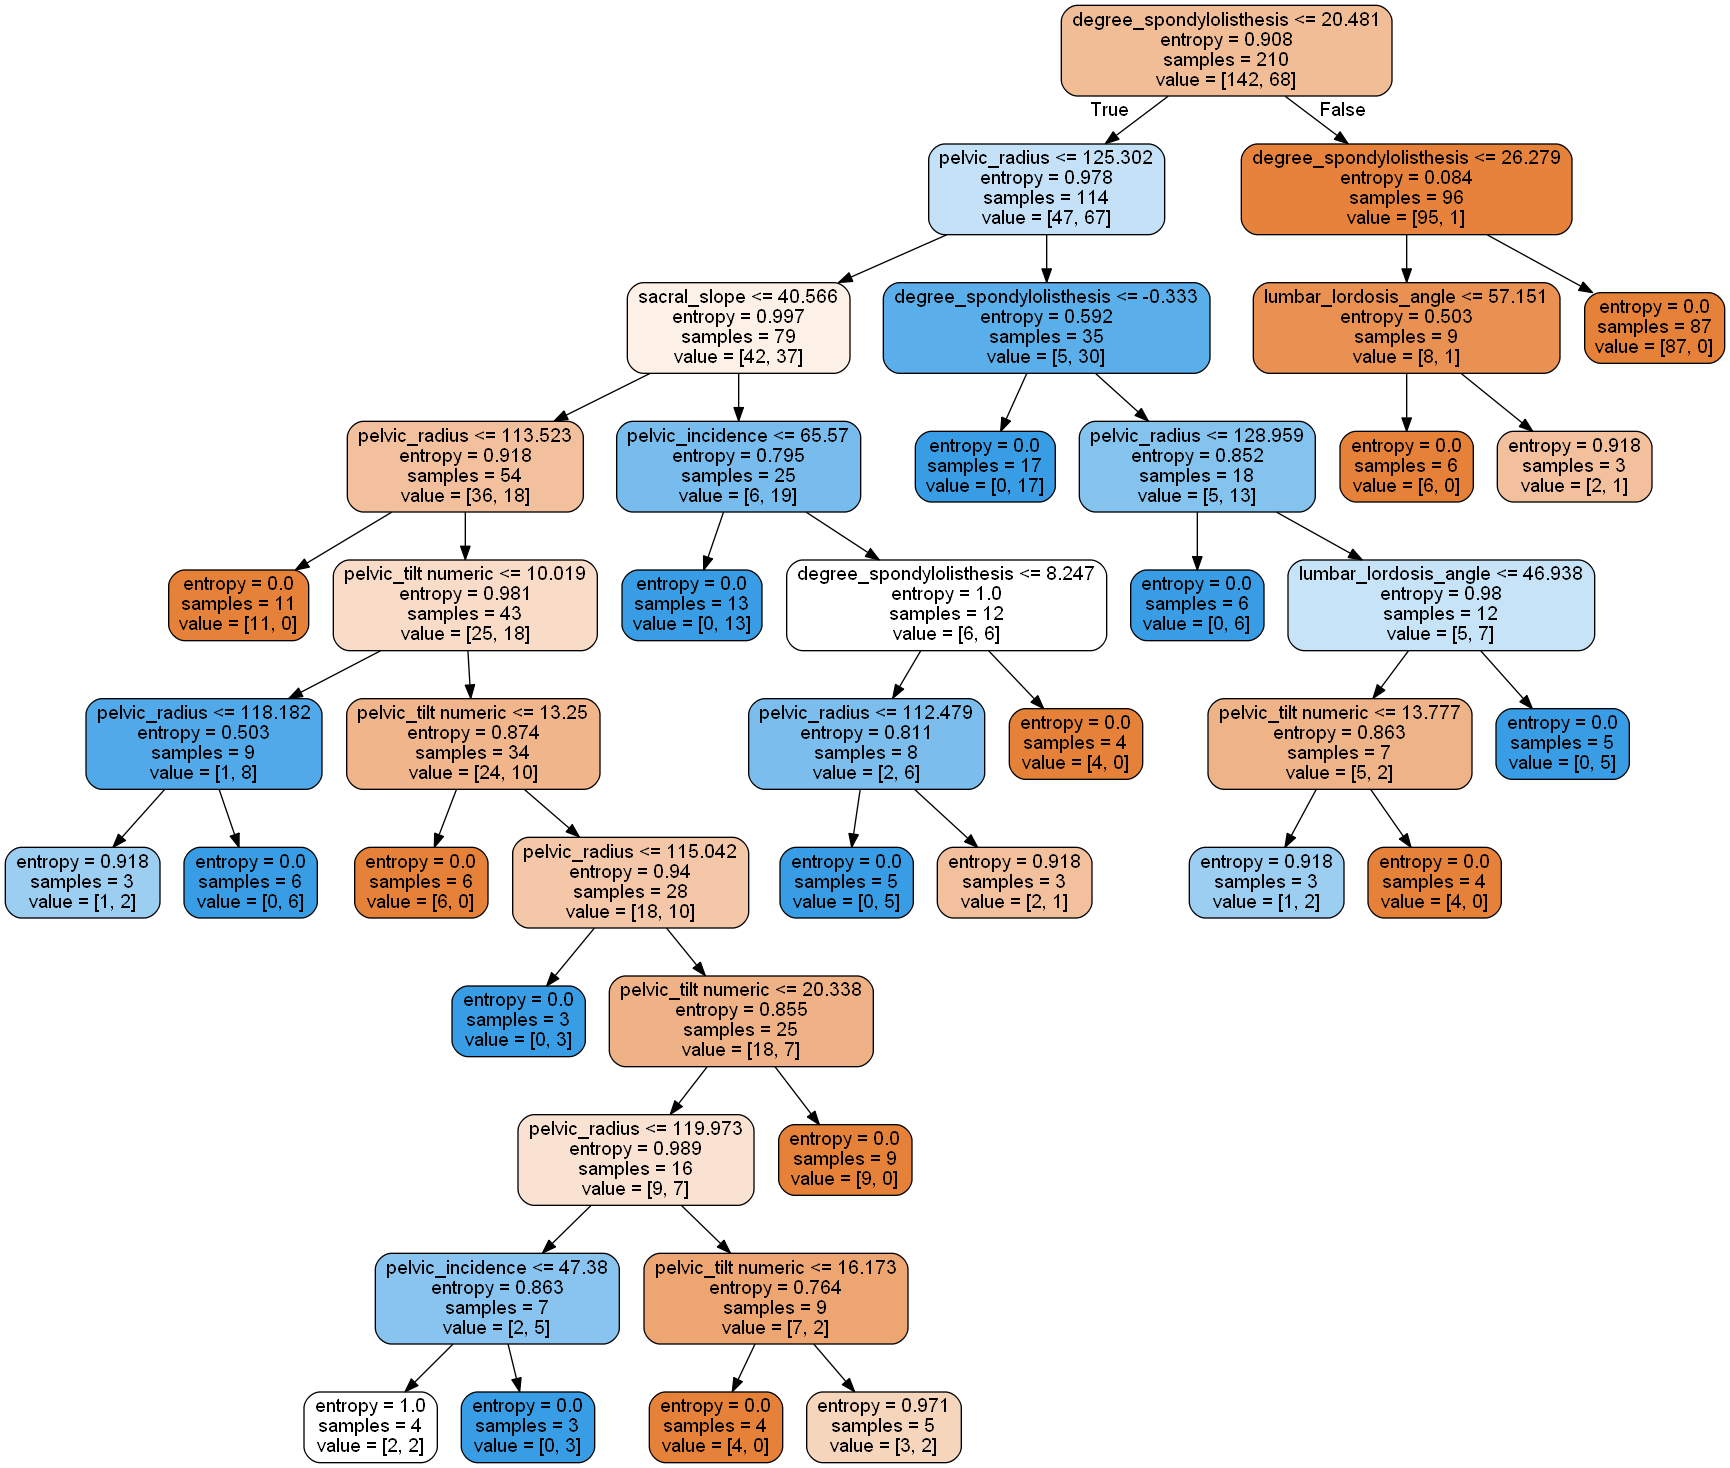 degree_spondylolisthesis <= 20.481
entropy = 0.908
samples = 210
value = [142, 68]
True
False
pelvic_radius <= 125.302
entropy = 0.978
samples = 114
value = [47, 67]
degree_spondylolisthesis <= 26.279
entropy = 0.084
samples = 96
value = [95, 1]
sacral_slope <= 40.566
entropy = 0.997
samples = 79
value = [42, 37]
degree_spondylolisthesis <= -0.333
entropy = 0.592
samples = 35
value = [5, 30]
lumbar_lordosis_angle <= 57.151
entropy = 0.503
samples = 9
value = [8, 1]
entropy = 0.0
samples = 87
value = [87, 0]
pelvic_radius <= 113.523
entropy = 0.918
samples = 54
value = [36, 18]
pelvic_incidence <= 65.57
entropy = 0.795
samples = 25
value = [6, 19]
entropy = 0.0
samples = 17
value = [0, 17]
pelvic_radius <= 128.959
entropy = 0.852
samples = 18
value = [5, 13]
entropy = 0.0
samples = 6
value = [6, 0]
entropy = 0.918
samples = 3
value = [2, 1]
entropy = 0.0
samples = 11
value = [11, 0]
pelvic_tilt numeric <= 10.019
entropy = 0.981
samples = 43
value = [25, 18]
entropy = 0.0
samples = 13
value = [0, 13]
degree_spondylolisthesis <= 8.247
entropy = 1.0
samples = 12
value = [6, 6]
entropy = 0.0
samples = 6
value = [0, 6]
lumbar_lordosis_angle <= 46.938
entropy = 0.98
samples = 12
value = [5, 7]
pelvic_radius <= 118.182
entropy = 0.503
samples = 9
value = [1, 8]
pelvic_tilt numeric <= 13.25
entropy = 0.874
samples = 34
value = [24, 10]
pelvic_radius <= 112.479
entropy = 0.811
samples = 8
value = [2, 6]
entropy = 0.0
samples = 4
value = [4, 0]
pelvic_tilt numeric <= 13.777
entropy = 0.863
samples = 7
value = [5, 2]
entropy = 0.0
samples = 5
value = [0, 5]
entropy = 0.918
samples = 3
value = [1, 2]
entropy = 0.0
samples = 6
value = [0, 6]
entropy = 0.0
samples = 6
value = [6, 0]
pelvic_radius <= 115.042
entropy = 0.94
samples = 28
value = [18, 10]
entropy = 0.0
samples = 5
value = [0, 5]
entropy = 0.918
samples = 3
value = [2, 1]
entropy = 0.918
samples = 3
value = [1, 2]
entropy = 0.0
samples = 4
value = [4, 0]
entropy = 0.0
samples = 3
value = [0, 3]
pelvic_tilt numeric <= 20.338
entropy = 0.855
samples = 25
value = [18, 7]
pelvic_radius <= 119.973
entropy = 0.989
samples = 16
value = [9, 7]
entropy = 0.0
samples = 9
value = [9, 0]
pelvic_incidence <= 47.38
entropy = 0.863
samples = 7
value = [2, 5]
pelvic_tilt numeric <= 16.173
entropy = 0.764
samples = 9
value = [7, 2]
entropy = 1.0
samples = 4
value = [2, 2]
entropy = 0.0
samples = 3
value = [0, 3]
entropy = 0.0
samples = 4
value = [4, 0]
entropy = 0.971
samples = 5
value = [3, 2]